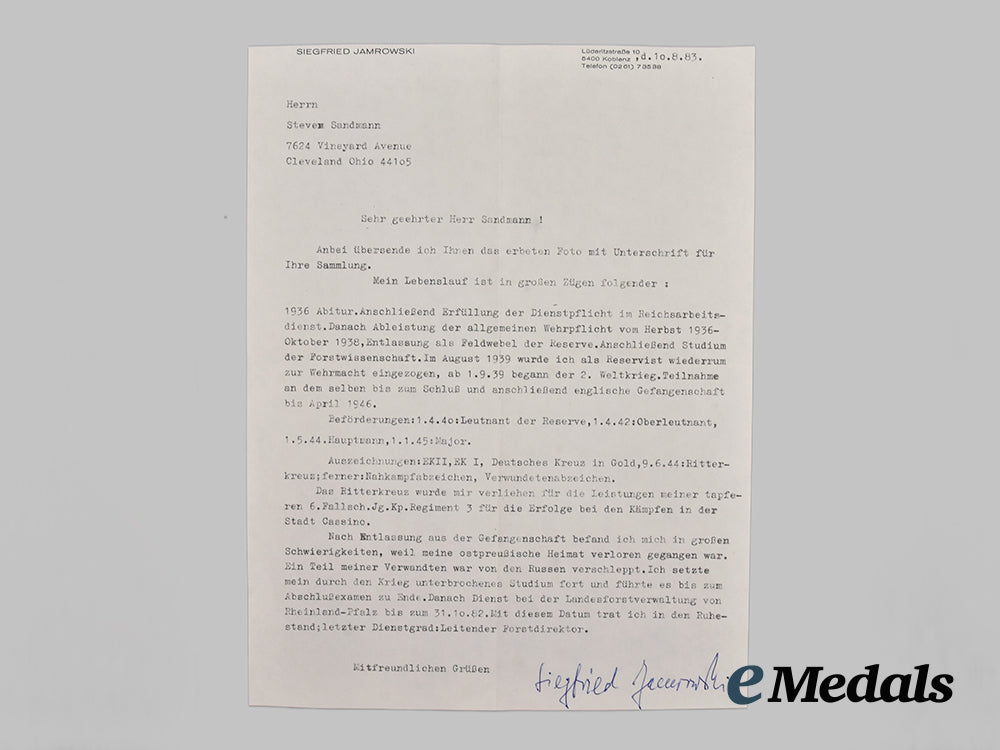 SIEGFRIED JAMROWSKI
Lüderitzstraße 10
5400 Koblenz ,d.1o.8.83.
Telefon (0261) 73538
Herrn
Stevem Sandmann
7624 Vineyard Avenue
Cleveland Ohio 441o5
Sehr geehrter Herr Sandmann !
Anbei übersende ich Ihnen das erbeten Foto mit Unterschrift für
Ihre Sammlung.
Mein Lebenslauf ist in großen Zügen folgender :
1936 Abitur.Anschließend Erfüllung der Dienstpflicht im Reichsarbeits-
dienst.Danach Ableistung der allgemeinen Wehrpflicht vom Herbst 1936-
Oktober 1938,Entlassung als Feldwebel der Reserve.Anschließend Studium
der Forstwissenschaft.Im August 1939 wurde ich als Reservist wiederrum
zur Wehrmacht eingezogen, ab 1.9.39 begann der 2. Weltkrieg.Teilnahme
an dem selben bis zum Schluß und anschließend englische Gefangenschaft
bis April 1946.
Beförderungen:1.4.4o:Leutnant der Reserve,1.4.42:Oberleutnant,
1.5.44.Hauptmann,1.1.45:Major.
Auszeichnungen:EKII,EK I, Deutsches Kreuz in Gold,9.6.44:Ritter-
kreuz;ferner:Nahkampfabzeichen, Verwundetenabzeichen.
Das Ritterkreuz wurde mir verliehen für die Leistungen meiner tapfe-
ren 6.Fallsch.Jg.Kp.Regiment 3 für die Erfolge bei den Kämpfen in der
Stadt Cassino.
Nach Entlassung aus der Gefangenschaft befand ich mich in großen
Schwierigkeiten, weil meine ostpreußische Heimat verloren gegangen war.
Ein Teil meiner Verwandten war von den Russen verschleppt.Ich setzte
mein durch den Krieg unterbrochenes Studium fort und führte es bis zum
Abschlußexamen zu Ende.Danach Dienst bei der Landesforstverwaltung von
Rheinland-Pfalz bis zum 31.1o.82.Mit diesem Datum trat ich in den Ruhe-
stand;letzter Dienstgrad:Leitender Forstdirektor.
Mitfreundlichen Grüßen
Siegfried Jamrowski
eMedals